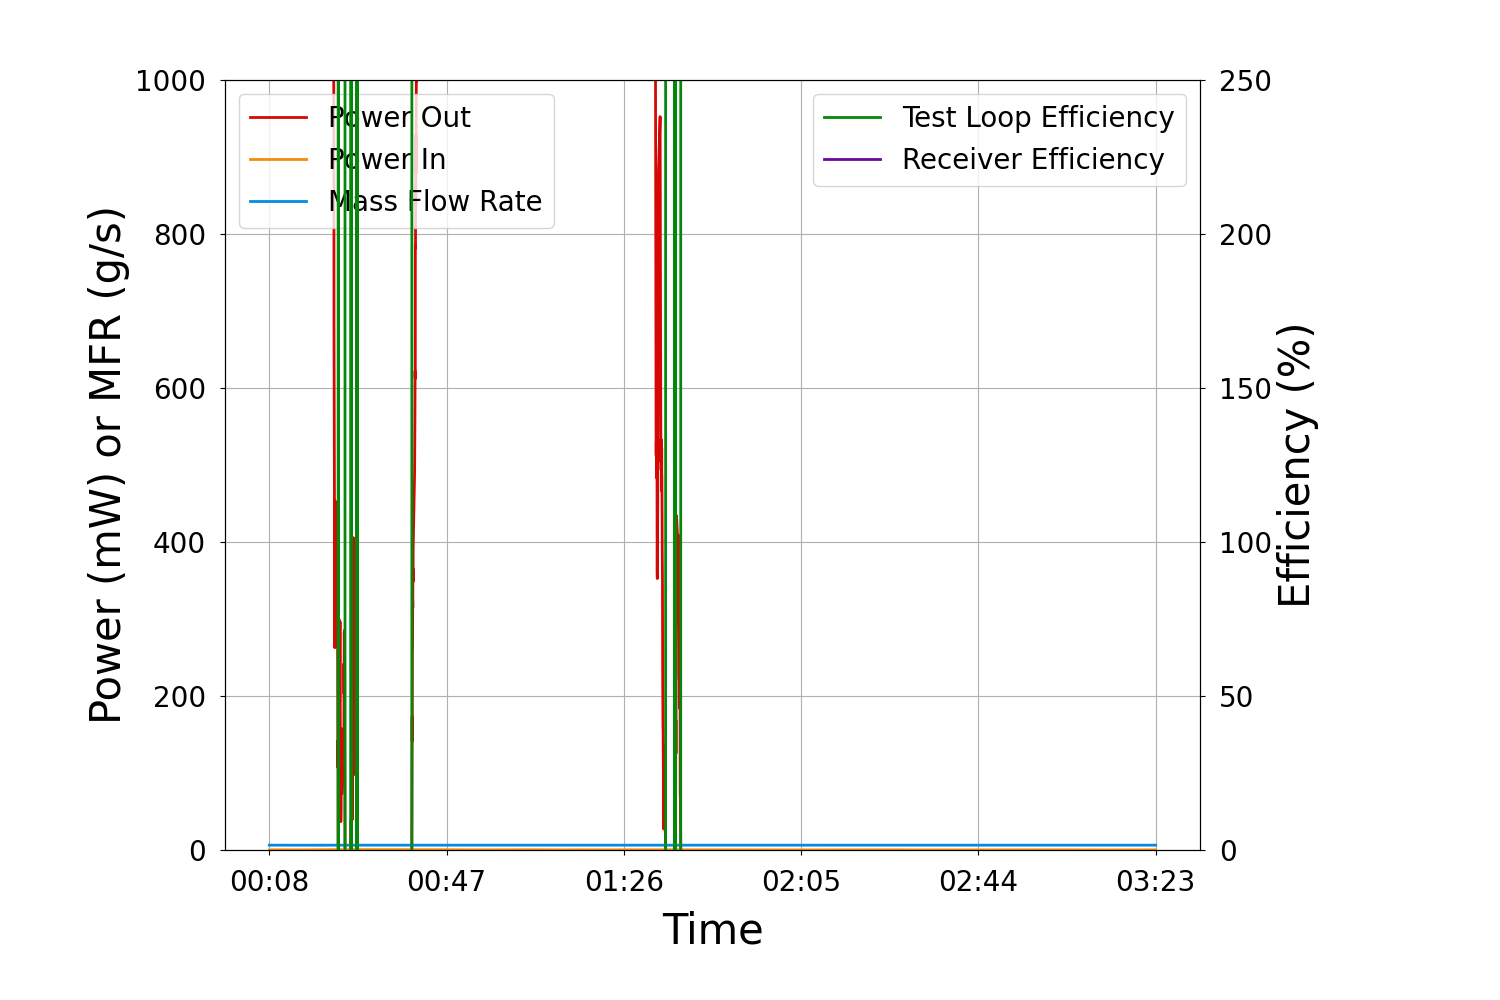 1000
800
600
400
200
0
Power (mW) or MFR (g/s)
Power Out
Power In
Mass Flow Rate
Test Loop Efficiency
Receiver Efficiency
250
200
150
100
50
0
Efficiency (%)
00:08 00:47 01:26 02:05 02:44 03:23
Time